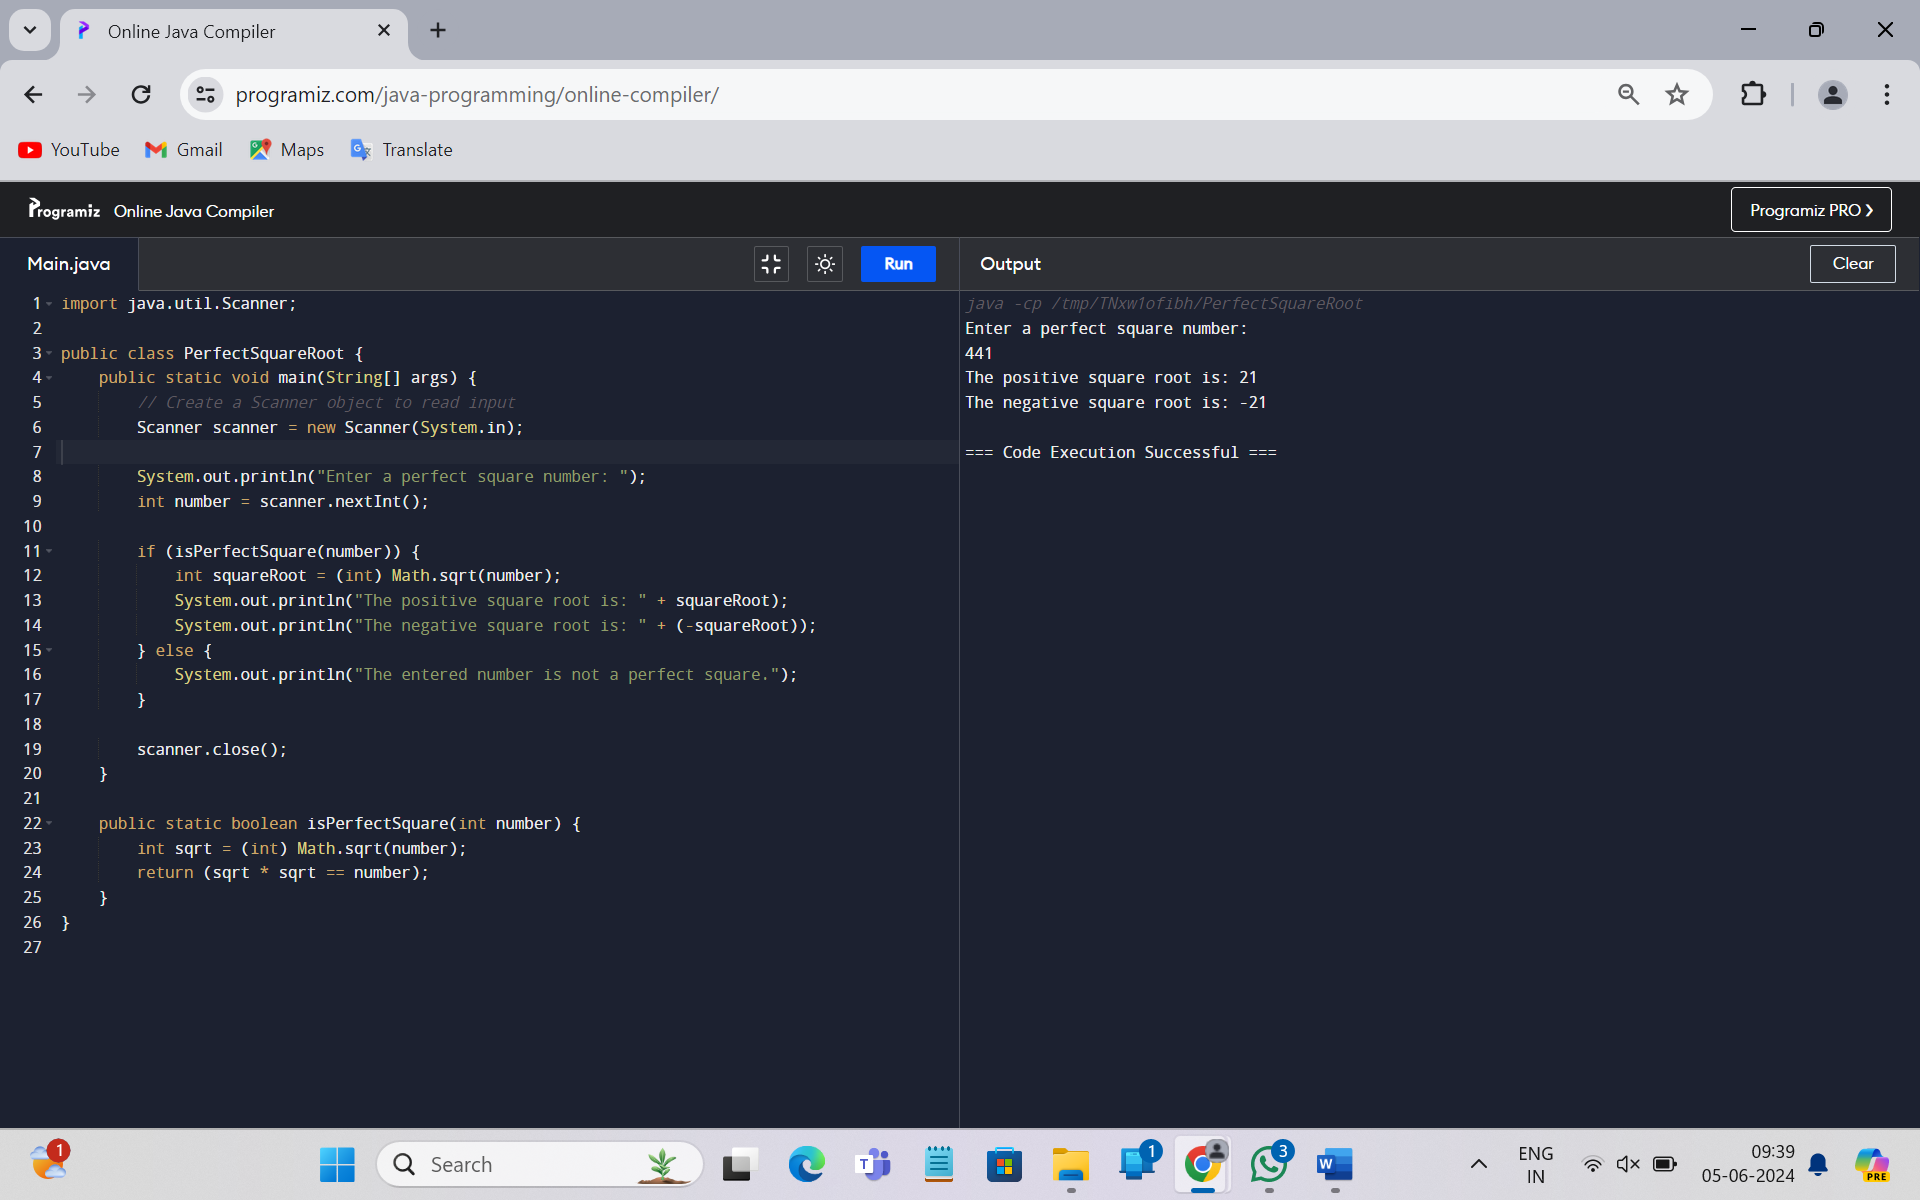 Online Java Compiler
programiz.com/java-programming/online-compiler/
YouTube Gmail Maps Translate
Programiz Online Java Compiler
Programiz PRO ❯
Main.java
Run
Output
Clear
1 import java.util.Scanner;
2
3 public class PerfectSquareRoot {
4 public static void main(String[] args) {
5 // Create a Scanner object to read input
6 Scanner scanner = new Scanner(System.in);
7
8 System.out.println("Enter a perfect square number: ");
9 int number = scanner.nextInt();
10
11 if (isPerfectSquare(number)) {
12 int squareRoot = (int) Math.sqrt(number);
13 System.out.println("The positive square root is: " + squareRoot);
14 System.out.println("The negative square root is: " + (-squareRoot));
15 } else {
16 System.out.println("The entered number is not a perfect square.");
17 }
18
19 scanner.close();
20 }
21
22 public static boolean isPerfectSquare(int number) {
23 int sqrt = (int) Math.sqrt(number);
24 return (sqrt * sqrt == number);
25 }
26 }
27
java -cp /tmp/TNxw1ofibh/PerfectSquareRoot
Enter a perfect square number:
441
The positive square root is: 21
The negative square root is: -21
=== Code Execution Successful ===
1
Search
T
1
3
W
ENG
IN
09:39
05-06-2024
PRE